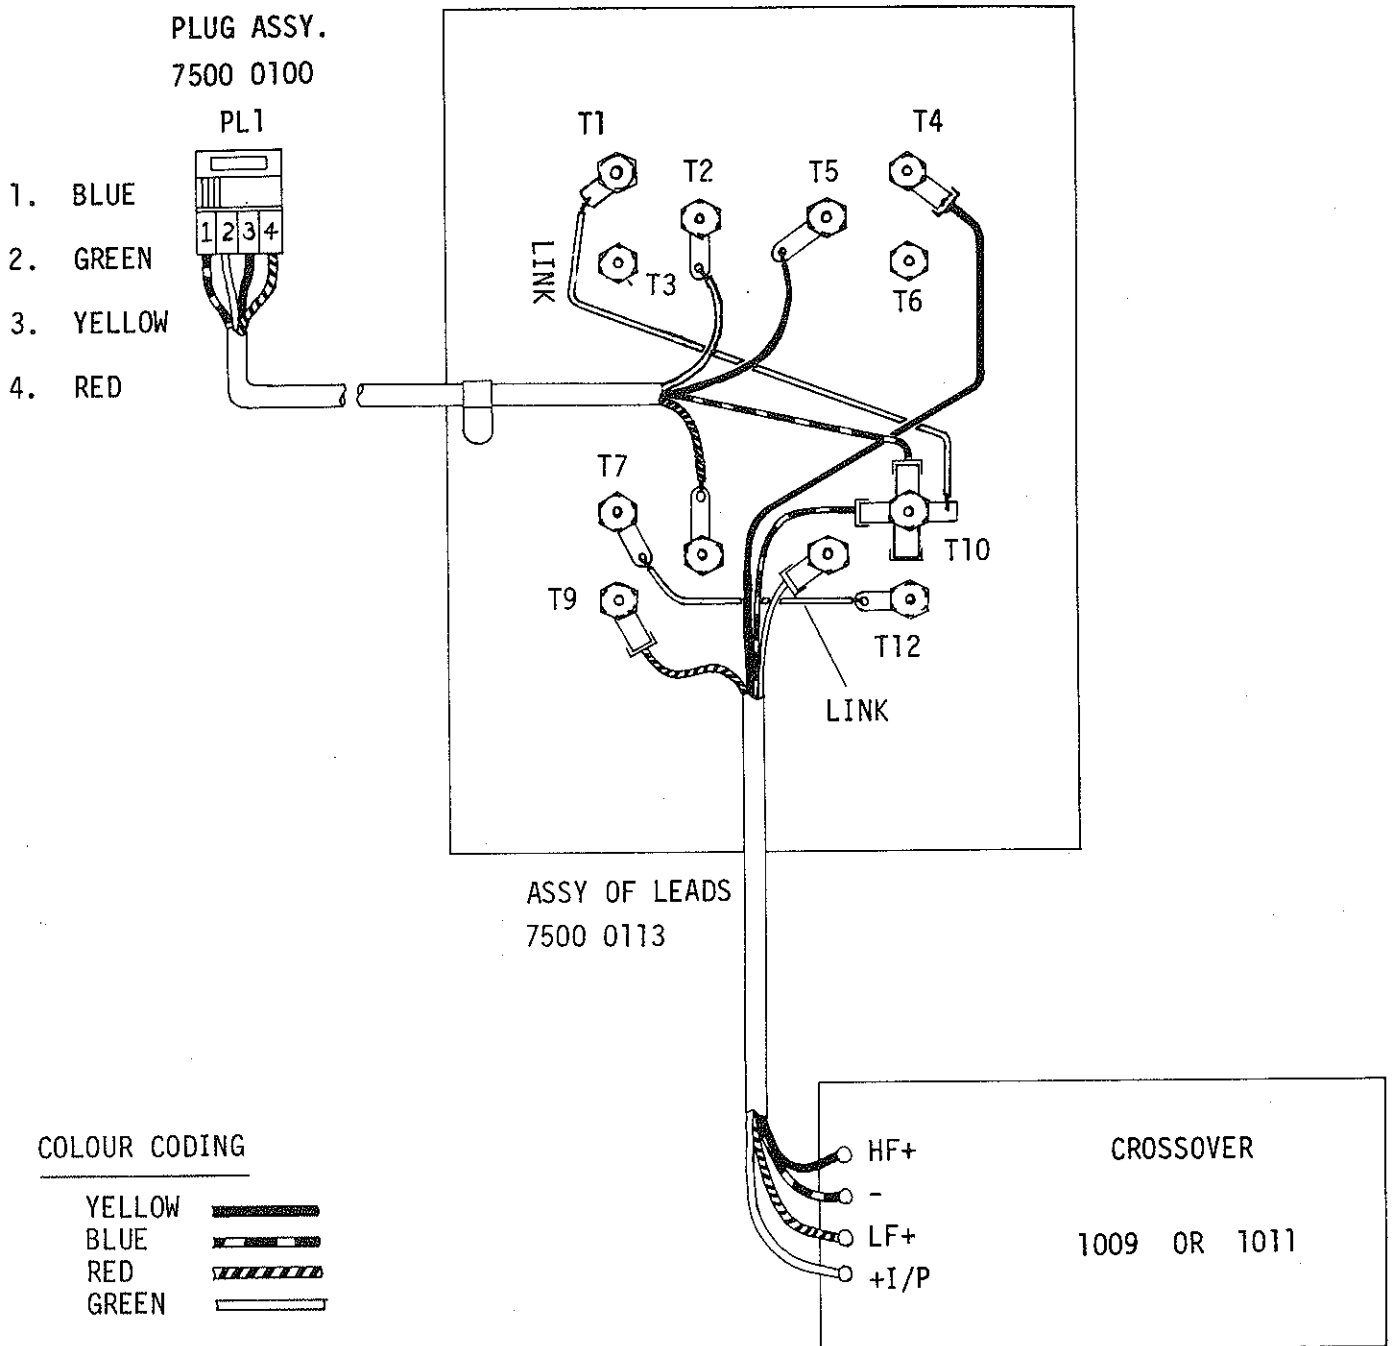 PLUG ASSY.
7500 0100
PL1
1. BLUE
2. GREEN
3. YELLOW
4. RED
1 2 3 4
T1
T2
T5
T4
LINK
T3
T6
T7
T10
T9
T12
LINK
ASSY OF LEADS
7500 0113
COLOUR CODING
YELLOW
BLUE
RED
GREEN
HF+
-
LF+
+I/P
CROSSOVER
1009 OR 1011